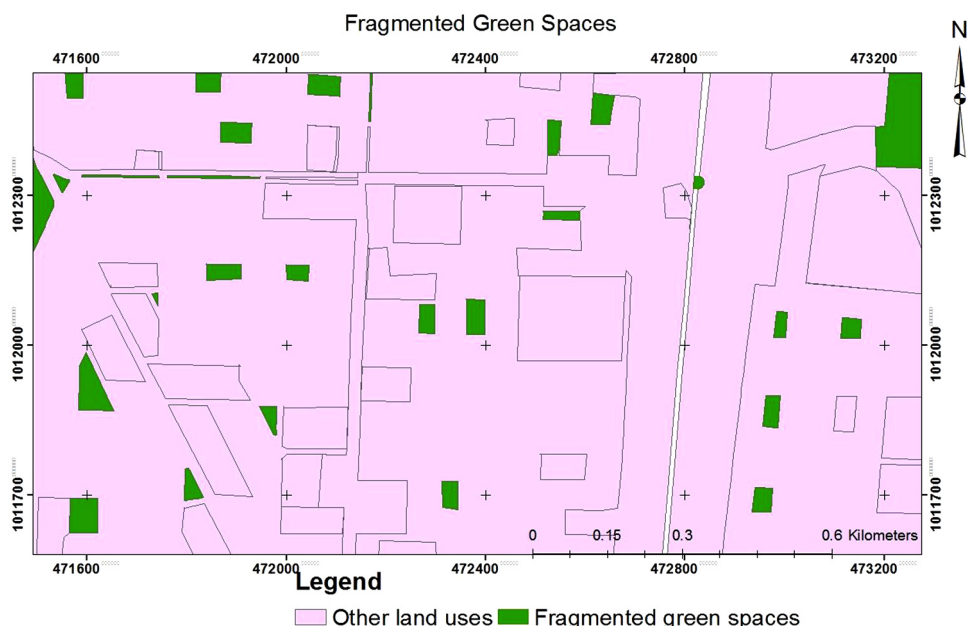 Fragmented Green Spaces
N
471600 472000 472400 472800 473200
1012300 1012300
1012000 1012000
1011700 1011700
0 0.15 0.3 0.6 Kilometers
471600 472000 472400 472800 473200
Legend
Other land uses Fragmented green spaces